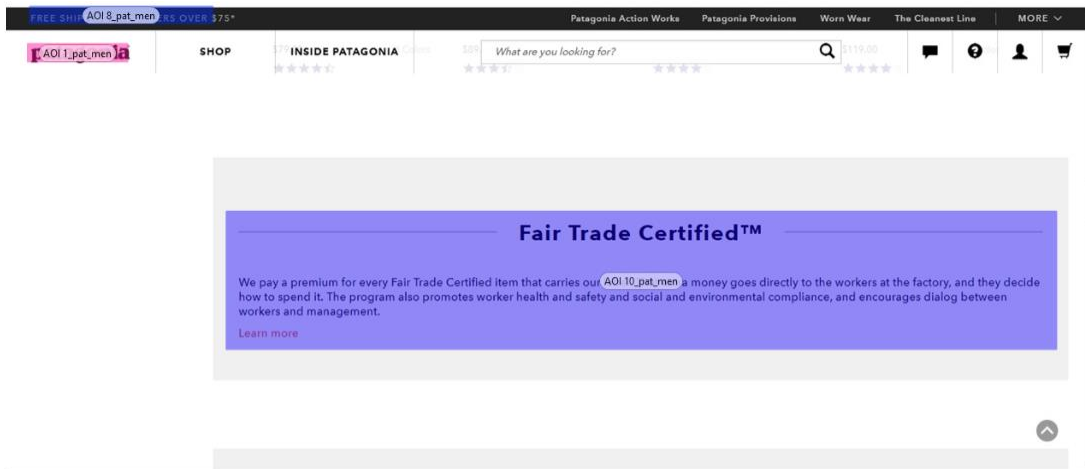 FREE SHIP AOI 8_pat_men ERS OVER $75*
Patagonia Action Works Patagonia Provisions Worn Wear The Cleanest Line MORE
AOI 1_pat_men a
SHOP INSIDE PATAGONIA What are you looking for? $119.00
Fair Trade Certified™
We pay a premium for every Fair Trade Certified item that carries our AOI 10_pat_men a money goes directly to the workers at the factory, and they decide
how to spend it. The program also promotes worker health and safety and social and environmental compliance, and encourages dialog between
workers and management.
Learn more